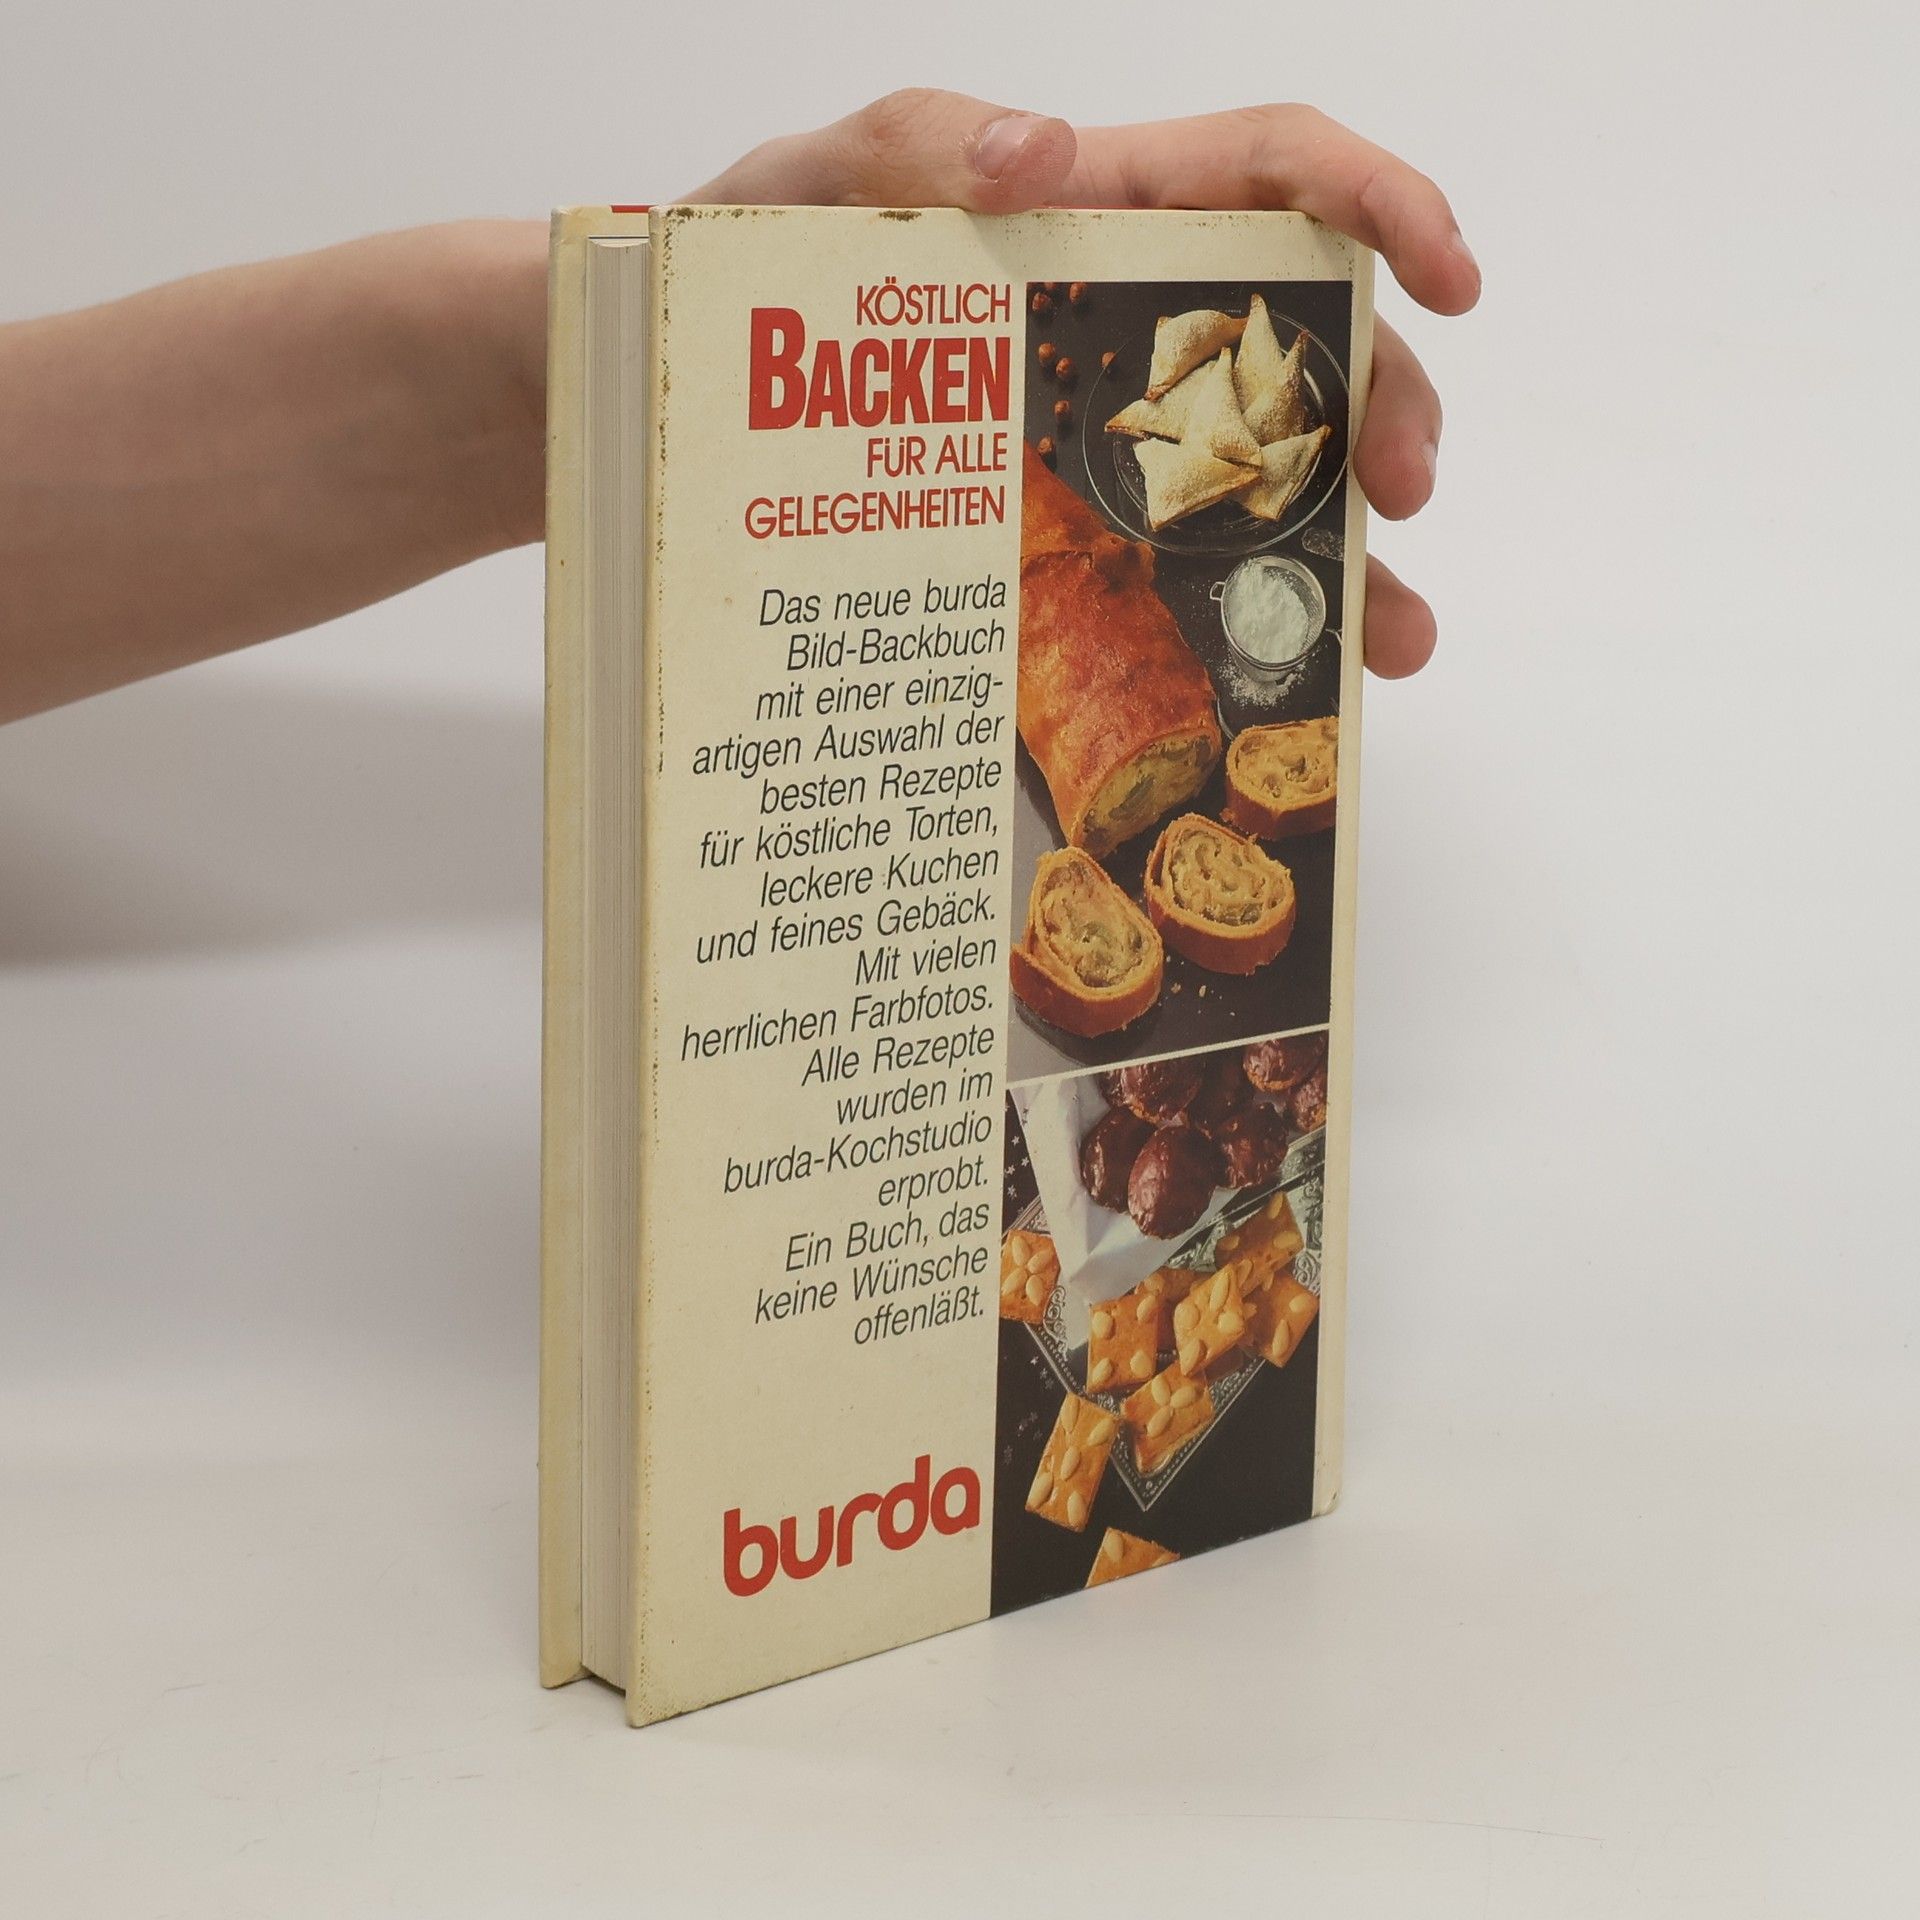 KÖSTLICH
BACKEN
FÜR ALLE
GELEGENHEITEN
Das neue burda
Bild-Backbuch
mit einer einzig-
artigen Auswahl der
besten Rezepte
für köstliche Torten,
leckere Kuchen
und feines Gebäck.
Mit vielen
herrlichen Farbfotos.
Alle Rezepte
wurden im
burda-Kochstudio
erprobt.
Ein Buch, das
keine Wünsche
offenläßt.
burda